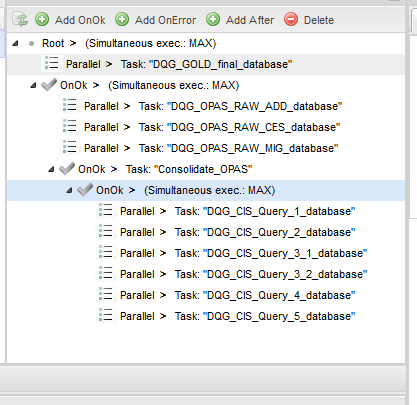 Add OnOk Add OnError Add After Delete
Root > (Simultaneous exec.: MAX)
Parallel > Task: "DQG_GOLD_final_database"
OnOk > (Simultaneous exec.: MAX)
Parallel > Task: "DQG_OPAS_RAW_ADD_database"
Parallel > Task: "DQG_OPAS_RAW_CES_database"
Parallel > Task: "DQG_OPAS_RAW_MIG_database"
OnOk > Task: "Consolidate_OPAS"
OnOk > (Simultaneous exec.: MAX)
Parallel > Task: "DQG_CIS_Query_1_database"
Parallel > Task: "DQG_CIS_Query_2_database"
Parallel > Task: "DQG_CIS_Query_3_1_database"
Parallel > Task: "DQG_CIS_Query_3_2_database"
Parallel > Task: "DQG_CIS_Query_4_database"
Parallel > Task: "DQG_CIS_Query_5_database"